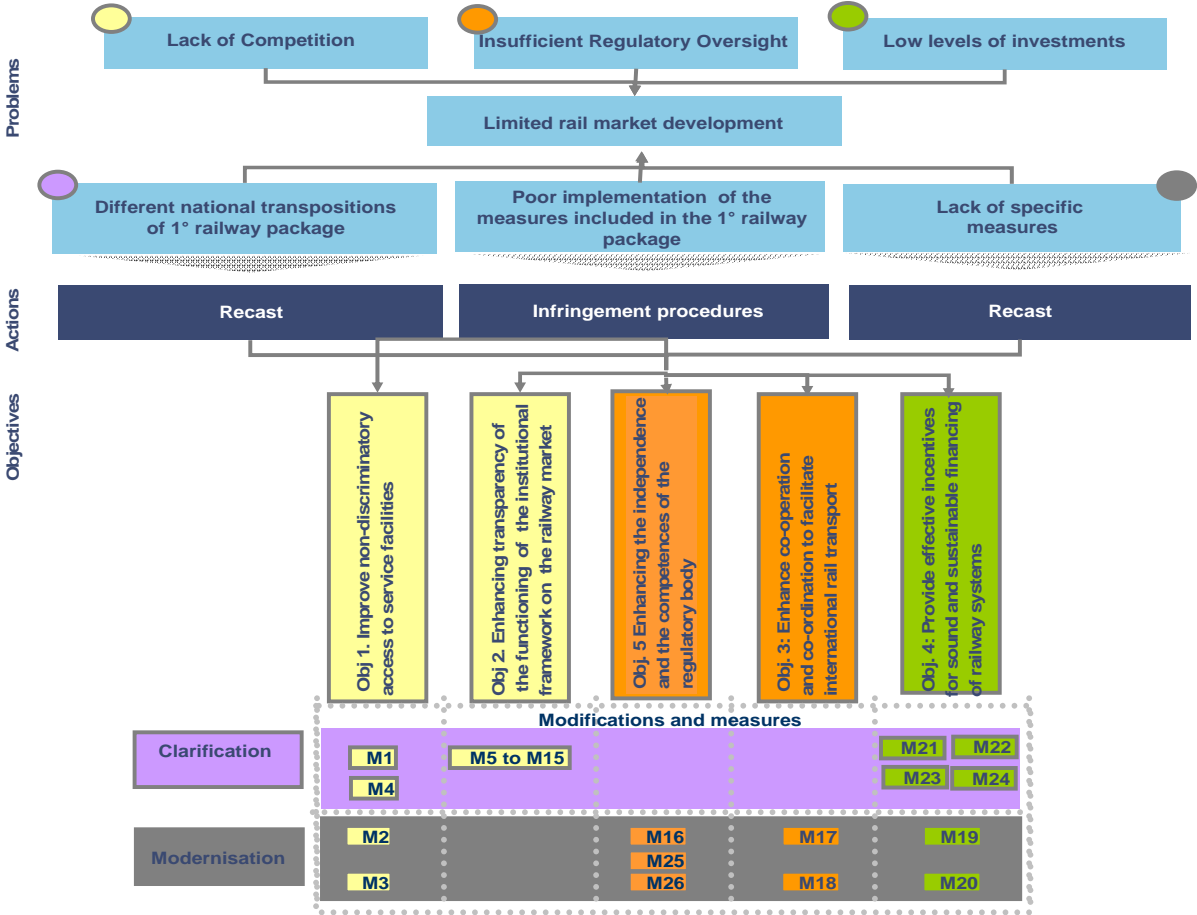 Problems
Lack of Competition
Insufficient Regulatory Oversight
Low levels of investments
Limited rail market development
Different national transpositions
of 1° railway package
Poor implementation of the
measures included in the 1° railway
package
Lack of specific
measures
Actions
Recast
Infringement procedures
Recast
Objectives
Obj 1. Improve non-discriminatory
access to service facilities
Obj 2. Enhancing transparency of
the functioning of the institutional
framework on the railway market
Obj. 5 Enhancing the independence
and the competences of the
regulatory body
Obj. 3: Enhance co-operation
and co-ordination to facilitate
international rail transport
Obj. 4: Provide effective incentives
for sound and sustainable financing
of railway systems
Modifications and measures
Clarification
M1
M4
M5 to M15
M21
M22
M23
M24
Modernisation
M2
M3
M16
M25
M26
M17
M18
M19
M20